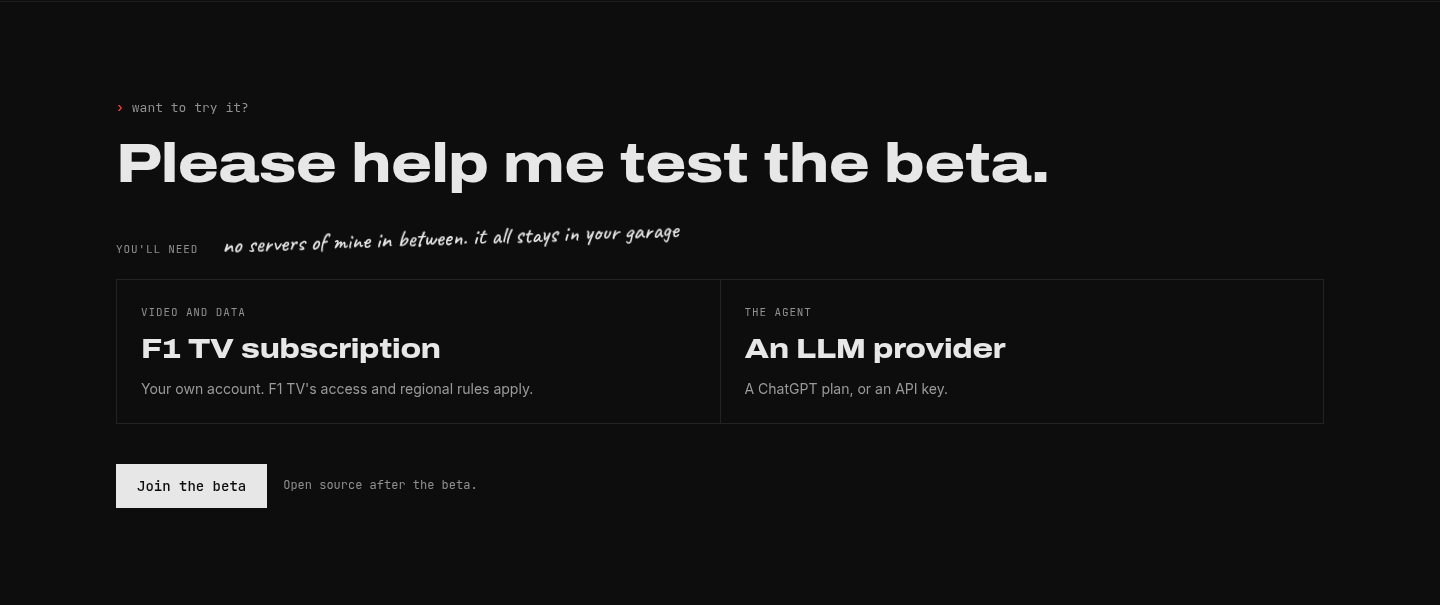 › want to try it?
Please help me test the beta.
YOU'LL NEED no servers of mine in between. it all stays in your garage
VIDEO AND DATA
F1 TV subscription
Your own account. F1 TV's access and regional rules apply.
THE AGENT
An LLM provider
A ChatGPT plan, or an API key.
Join the beta
Open source after the beta.